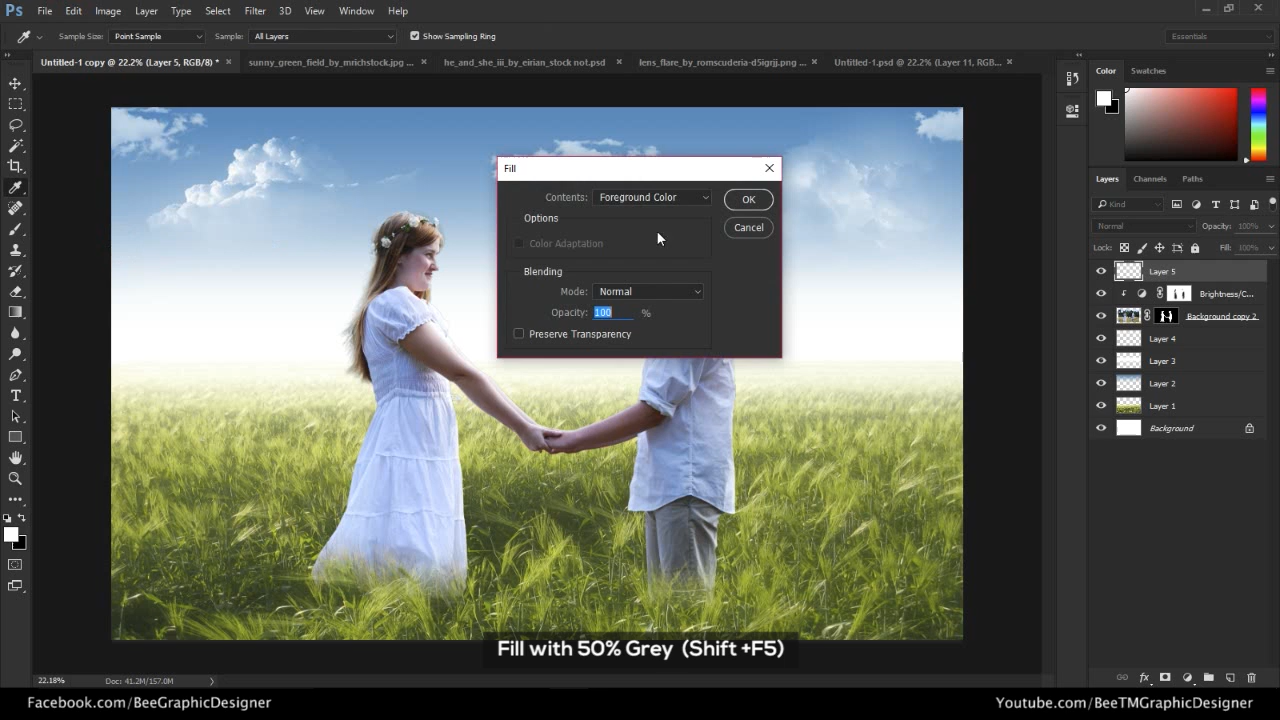 Ps File Edit Image Layer Type Select Filter 3D View Window Help
Sample Size: Point Sample Sample: All Layers Show Sampling Ring Essentials
Untitled-1 copy @ 22.2% (Layer 5, RGB/8) * × sunny_green_field_by_mrichstock.jpg ... × he_and_she_iii_by_eirian_stock not.psd × lens_flare_by_romscuderia-d5igrjj.png ... × Untitled-1.psd @ 22.2% (Layer 11, RGB... ×
Color Swatches
Fill
Contents: Foreground Color OK
Options
Cancel
Color Adaptation
Blending
Mode: Normal
Opacity: 100 %
Preserve Transparency
Layers Channels Paths
Kind
Normal Opacity: 100%
Lock: Fill: 100%
Layer 5
Brightness/C...
Background copy 2
Layer 4
Layer 3
Layer 2
Layer 1
Background
Fill with 50% Grey (Shift +F5)
22.18% Doc: 41.2M/157.0M
Facebook.com/BeeGraphicDesigner Youtube.com/BeeTMGraphicDesigner